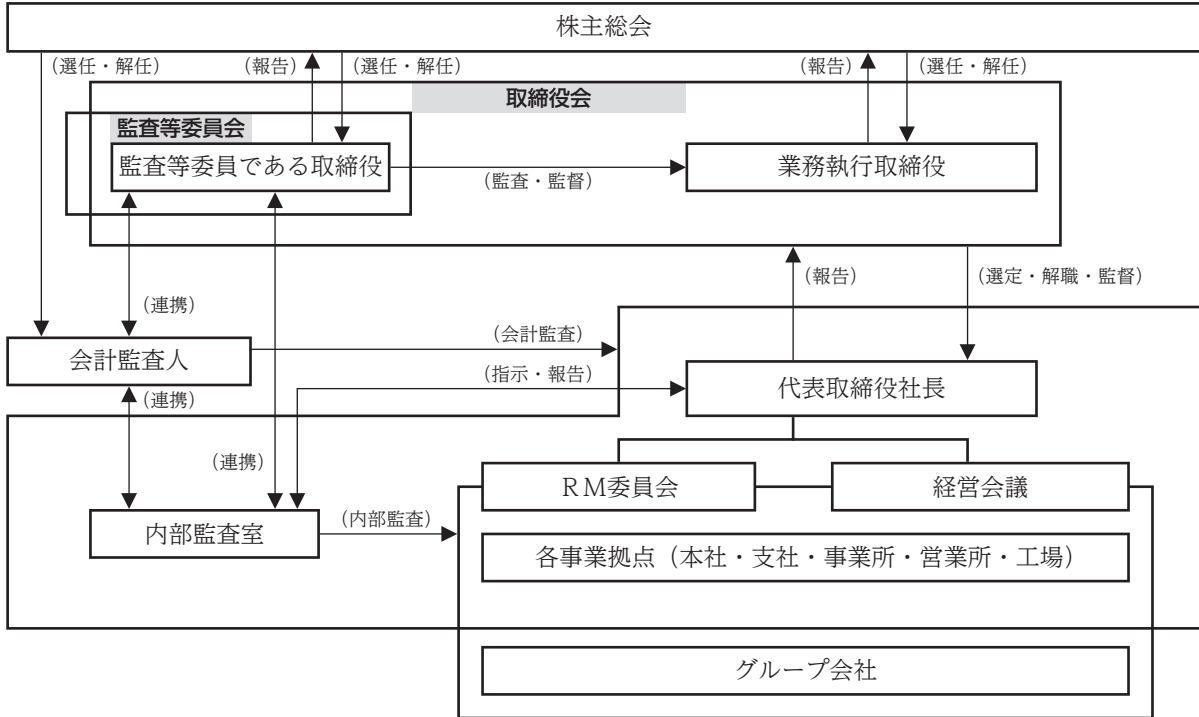 株主総会
(選任・解任)
(報告)
(選任・解任)
(報告)
(選任・解任)
取締役会
監査等委員会
監査等委員である取締役
(監査・監督)
業務執行取締役
(連携)
(報告)
(選定・解職・監督)
会計監査人
(会計監査)
(指示・報告)
代表取締役社長
(連携)
(連携)
RM委員会
経営会議
内部監査室
(内部監査)
各事業拠点(本社・支社・事業所・営業所・工場)
グループ会社